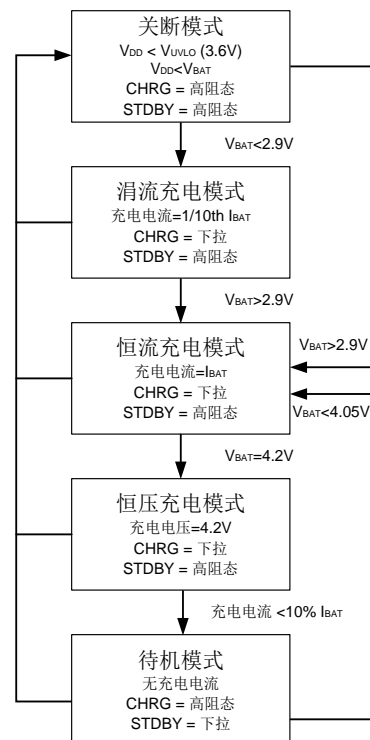 关断模式
VDD < VUVLO (3.6V)
VDD<VBAT
CHRG = 高阻态
STDBY = 高阻态
VBAT<2.9V
涓流充电模式
充电电流=1/10th IBAT
CHRG = 下拉
STDBY = 高阻态
VBAT>2.9V
恒流充电模式
充电电流=IBAT
CHRG = 下拉
STDBY = 高阻态
VBAT>2.9V
VBAT<4.05V
VBAT=4.2V
恒压充电模式
充电电压=4.2V
CHRG = 下拉
STDBY = 高阻态
充电电流 <10% IBAT
待机模式
无充电电流
CHRG = 高阻态
STDBY = 下拉